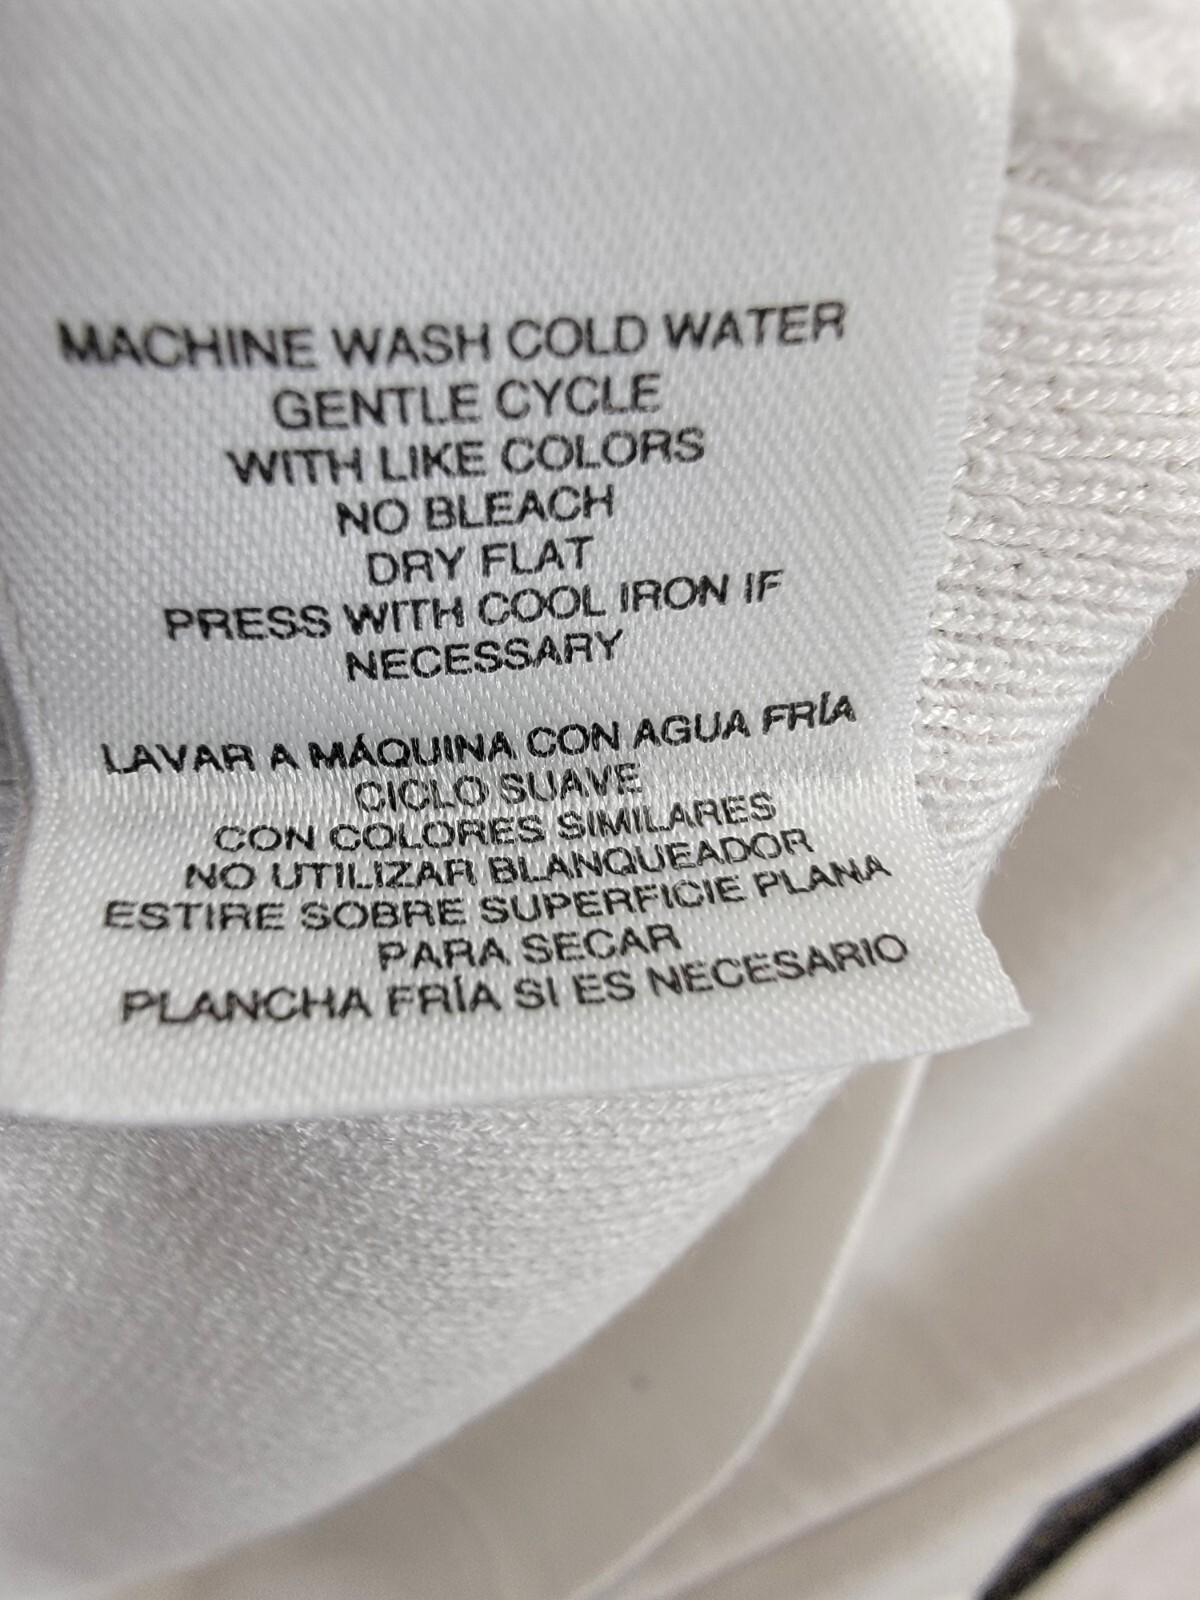 MACHINE WASH COLD WATER
GENTLE CYCLE
WITH LIKE COLORS
NO BLEACH
DRY FLAT
PRESS WITH COOL IRON IF
NECESSARY
LAVAR A MÁQUINA CON AGUA FRÍA
CICLO SUAVE
CON COLORES SIMILARES
NO UTILIZAR BLANQUEADOR
ESTIRE SOBRE SUPERFICIE PLANA
PARA SECAR
PLANCHA FRÍA SI ES NECESARIO